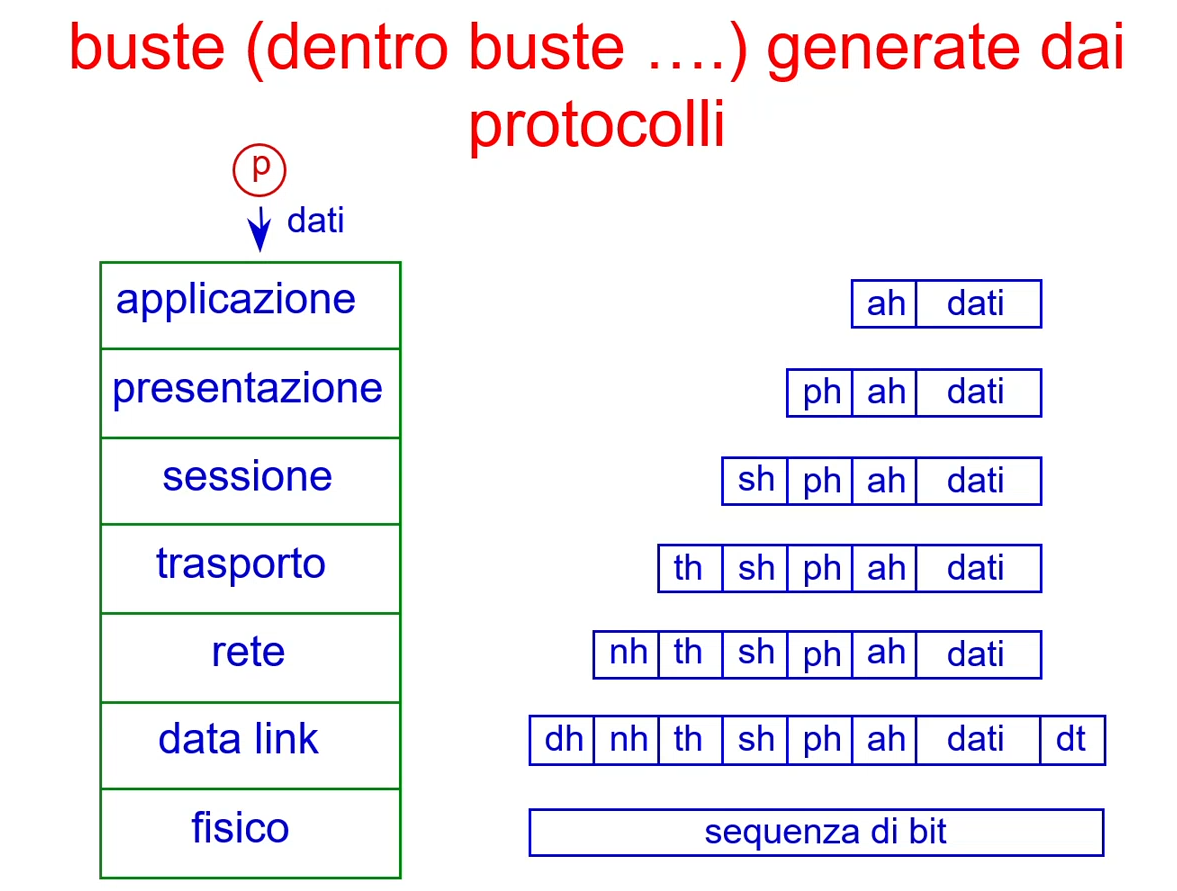 buste (dentro buste ….) generate dai
protocolli
p
dati
applicazione
ah dati
presentazione
ph ah dati
sessione
sh ph ah dati
trasporto
th sh ph ah dati
rete
nh th sh ph ah dati
data link
dh nh th sh ph ah dati dt
fisico
sequenza di bit